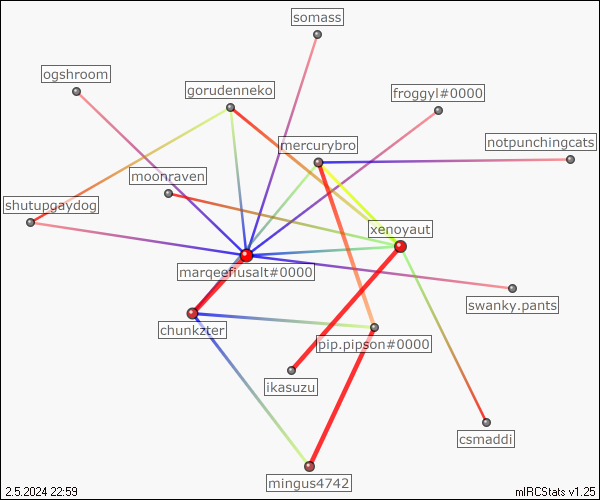 somass
ogshroom
gorudenneko
froggyl#0000
mercurybro
notpunchingcats
moonraven
shutupgaydog
xenoyaut
marqeefiusalt#0000
swanky.pants
chunkzter
pip.pipson#0000
ikasuzu
csmaddi
mingus4742
2.5.2024 22:59
mIRCStats v1.25